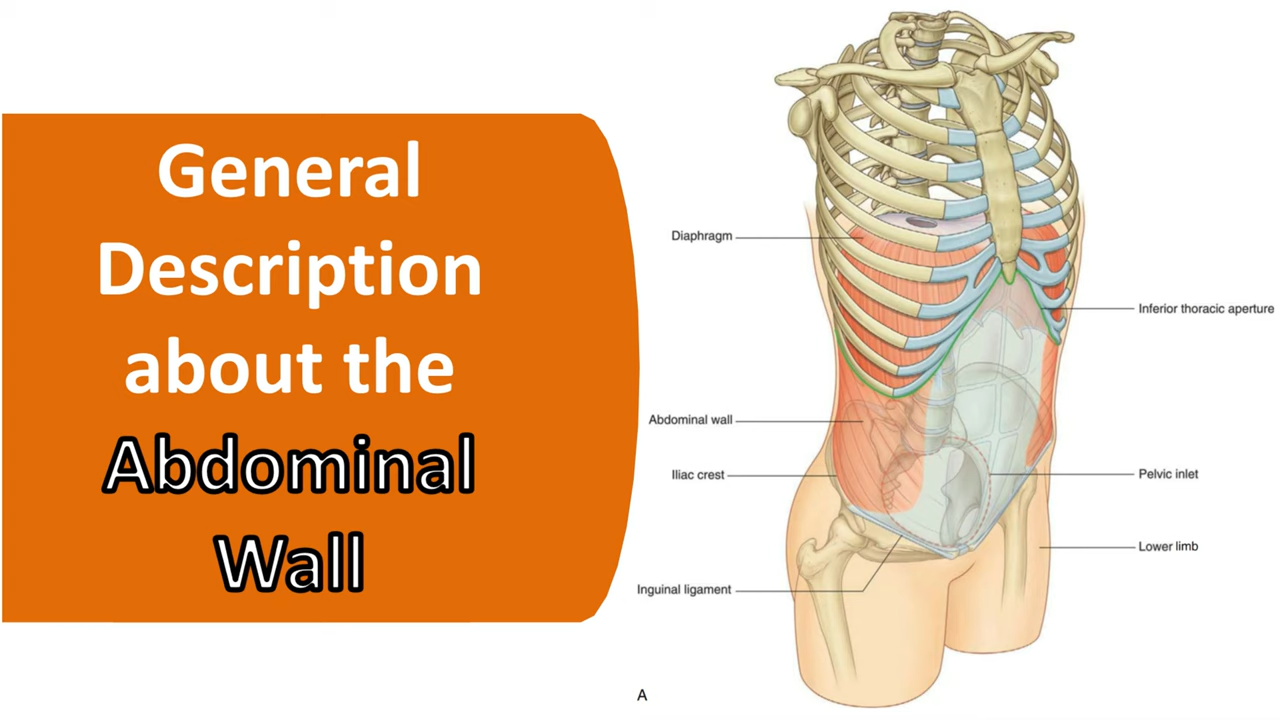 General
Description
about the
Abdominal
Wall
Diaphragm
Inferior thoracic aperture
Abdominal wall
Iliac crest
Pelvic inlet
Lower limb
Inguinal ligament
A